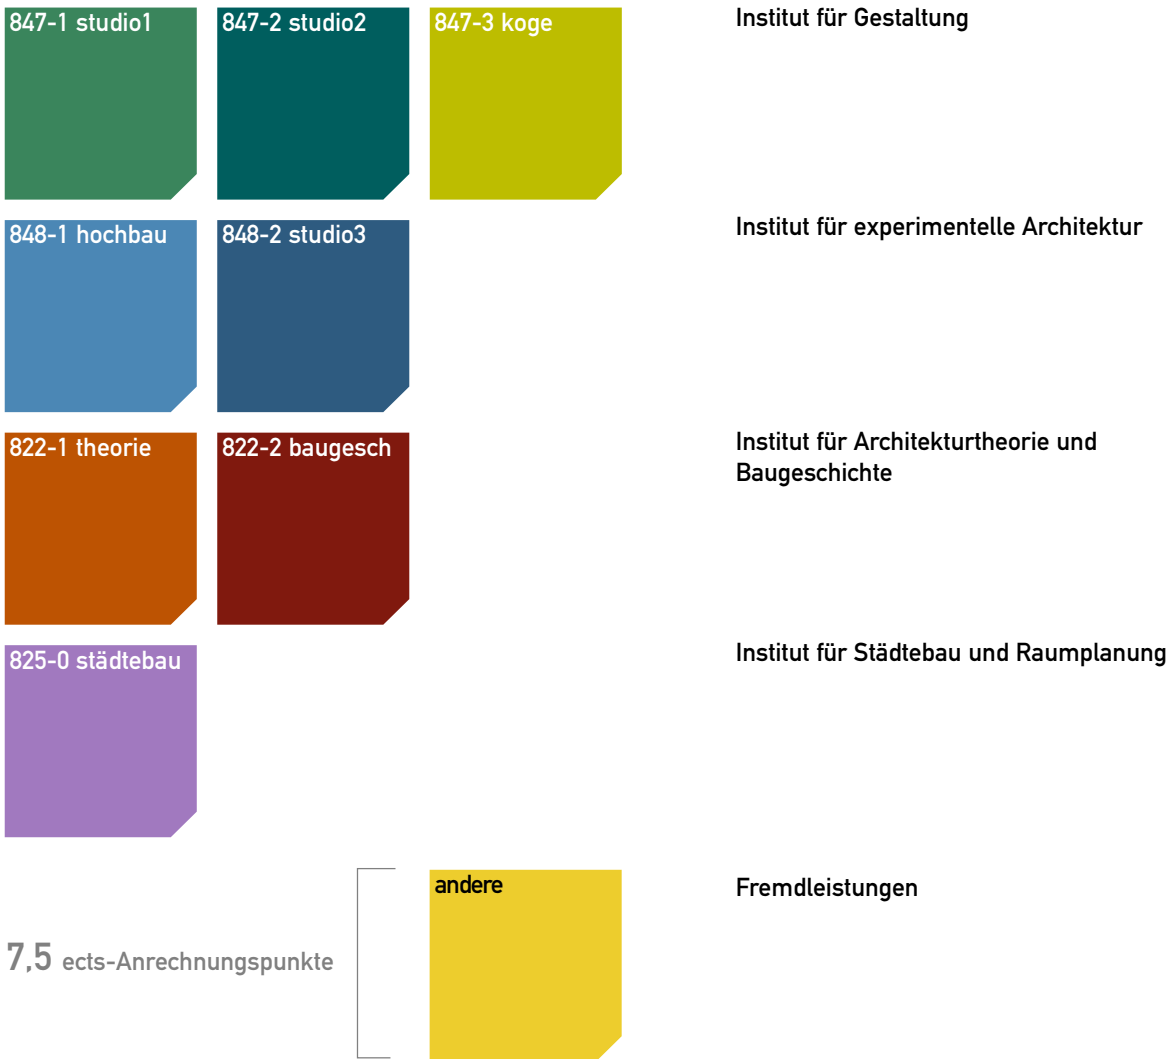 847-1 studio1
847-2 studio2
847-3 koge
Institut für Gestaltung
848-1 hochbau
848-2 studio3
Institut für experimentelle Architektur
822-1 theorie
822-2 baugesch
Institut für Architekturtheorie und
Baugeschichte
825-0 städtebau
Institut für Städtebau und Raumplanung
andere
Fremdleistungen
7,5 ects-Anrechnungspunkte